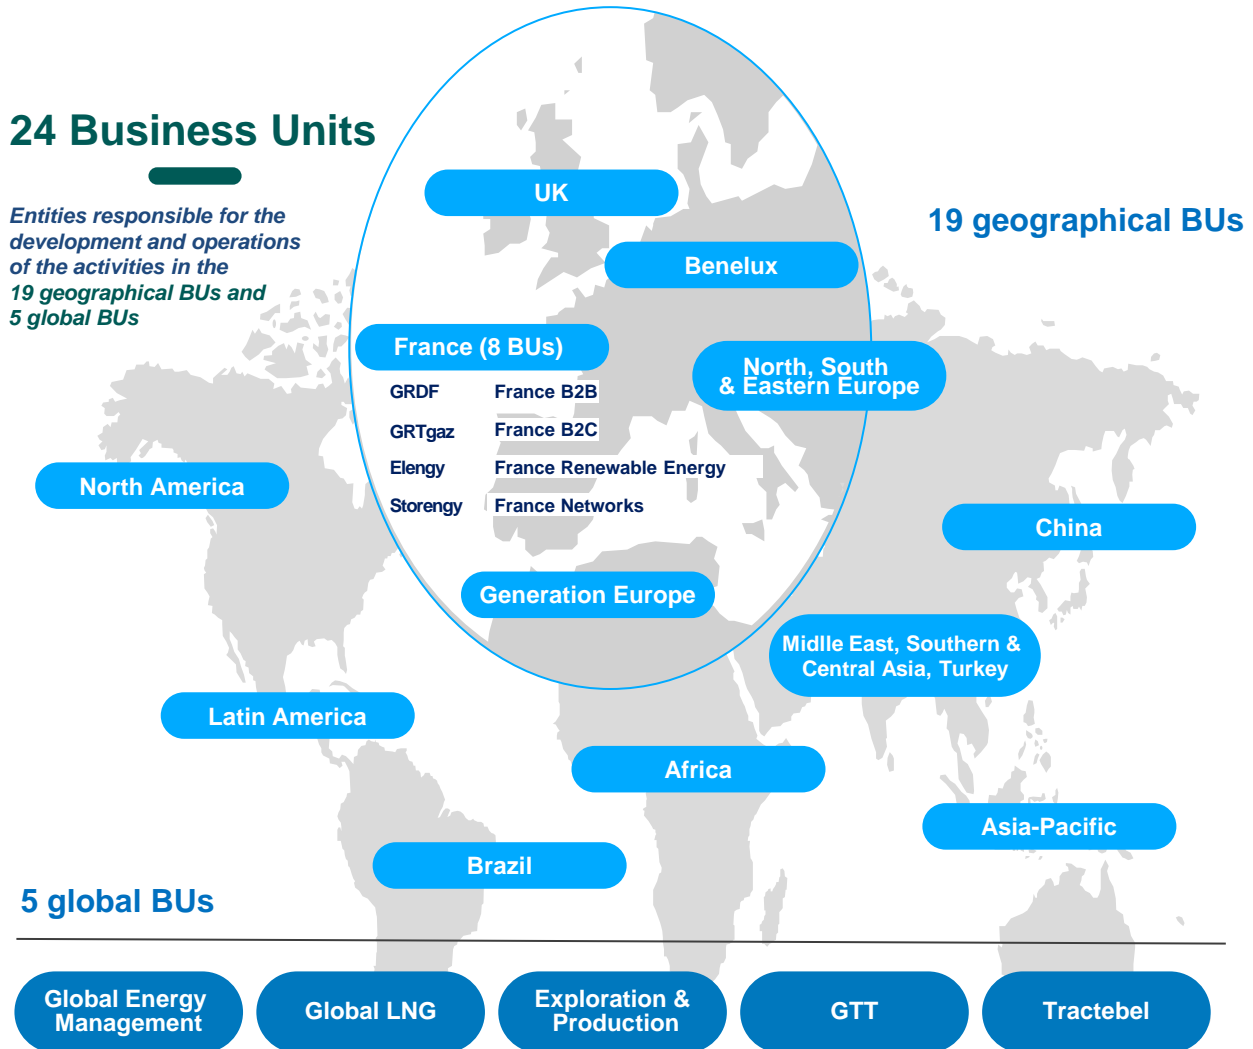 24 Business Units
Entities responsible for the
development and operations
of the activities in the
19 geographical BUs and
5 global BUs
19 geographical BUs
UK
Benelux
France (8 BUs)
North, South
& Eastern Europe
GRDF France B2B
GRTgaz France B2C
Elengy France Renewable Energy
Storengy France Networks
North America
China
Generation Europe
Midlle East, Southern &
Central Asia, Turkey
Latin America
Africa
Asia-Pacific
Brazil
5 global BUs
Global Energy
Management
Global LNG
Exploration &
Production
GTT
Tractebel